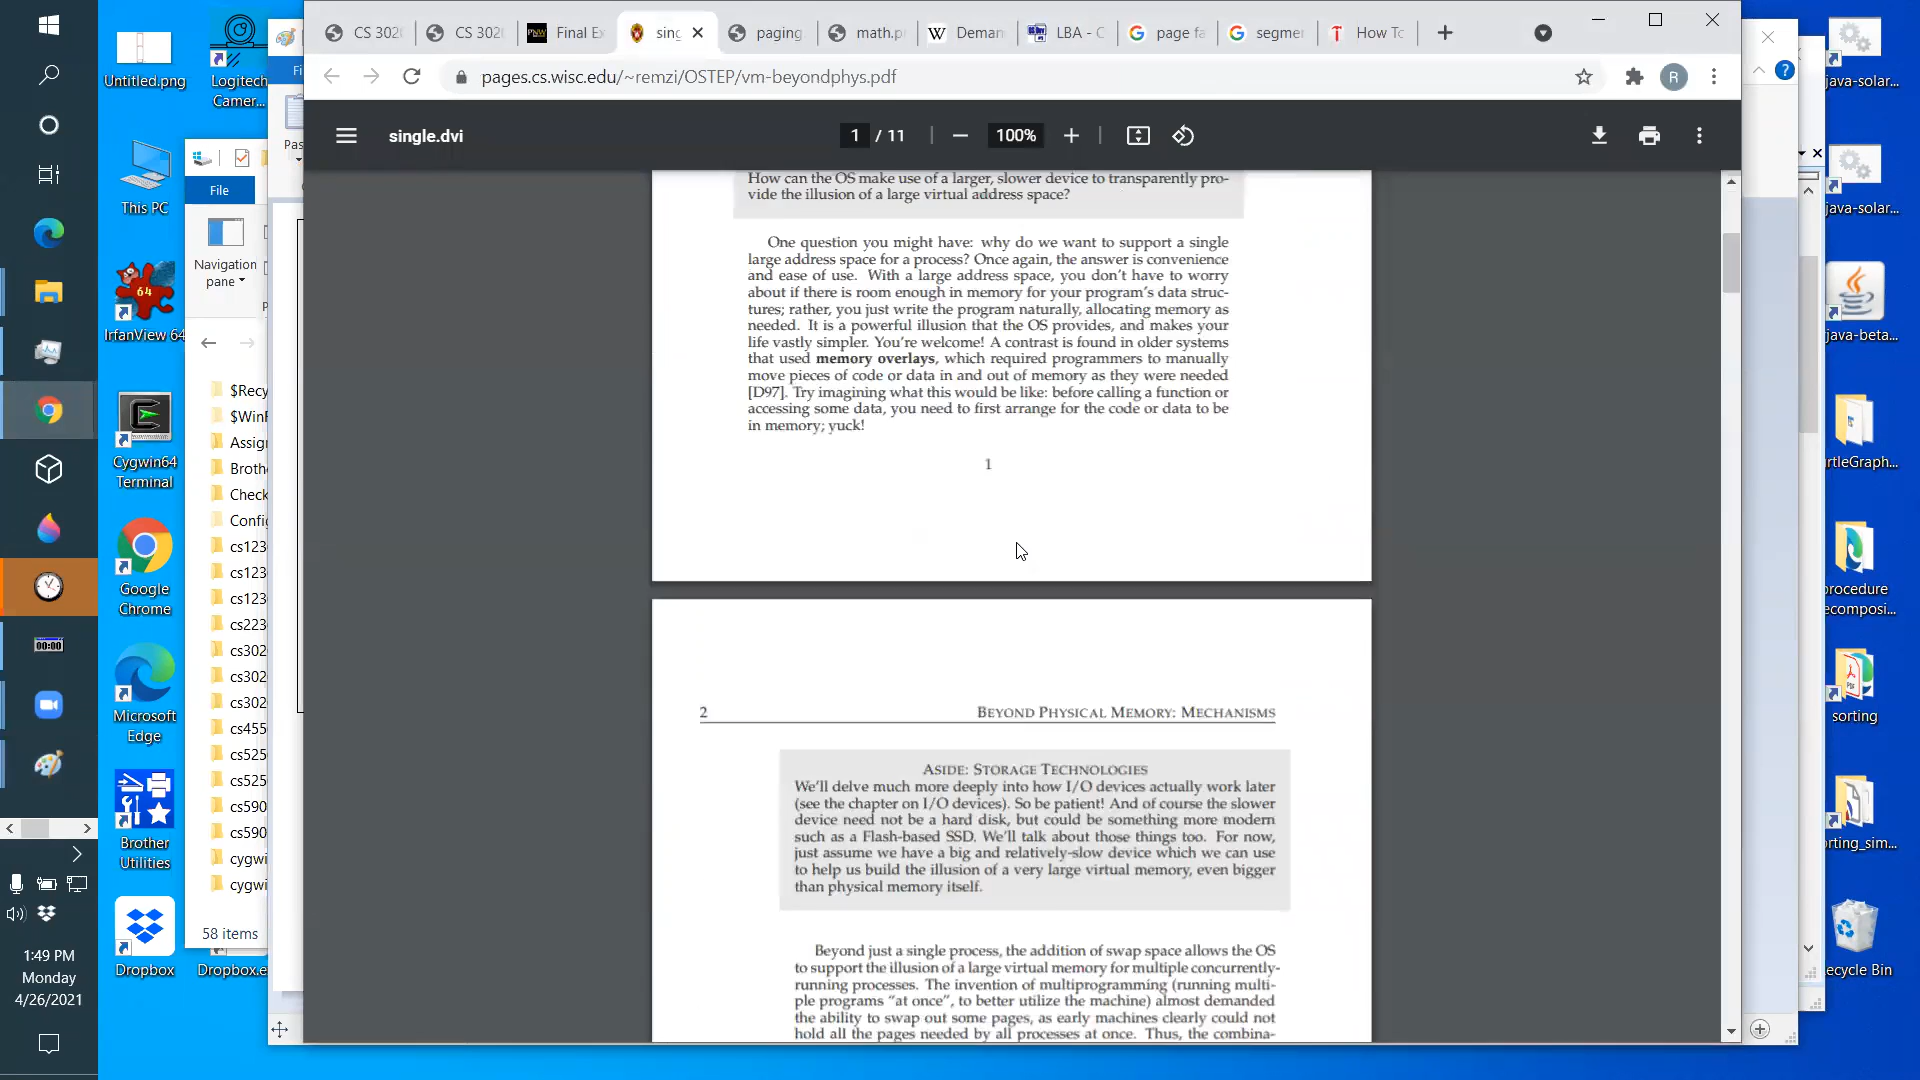 Untitled.png
Logitech
Camer...
This PC
IrfanView 64
64
Cygwin64
Terminal
Google
Chrome
Microsoft
Edge
Brother
Utilities
Dropbox
Dropbox.e
00:00
1:49 PM
Monday
4/26/2021
File
Navigation
pane
$Recy
$WinF
Assigr
Broth
Check
Config
cs123
cs123
cs123
cs223
cs302
cs302
cs302
cs455
cs525
cs525
cs590
cs590
cygwi
cygwi
58 items
Fi
Pas
CS 302
CS 302
PNW Final Ex
sing
paging
math.p
W Deman
LBA - C
page fa
segmen
How To
pages.cs.wisc.edu/~remzi/OSTEP/vm-beyondphys.pdf
R
single.dvi
1 / 11
100%
How can the OS make use of a larger, slower device to transparently pro-
vide the illusion of a large virtual address space?
One question you might have: why do we want to support a single
large address space for a process? Once again, the answer is convenience
and ease of use. With a large address space, you don't have to worry
about if there is room enough in memory for your program's data struc-
tures; rather, you just write the program naturally, allocating memory as
needed. It is a powerful illusion that the OS provides, and makes your
life vastly simpler. You're welcome! A contrast is found in older systems
that used memory overlays, which required programmers to manually
move pieces of code or data in and out of memory as they were needed
[D97]. Try imagining what this would be like: before calling a function or
accessing some data, you need to first arrange for the code or data to be
in memory; yuck!
1
2 BEYOND PHYSICAL MEMORY: MECHANISMS
ASIDE: STORAGE TECHNOLOGIES
We'll delve much more deeply into how I/O devices actually work later
(see the chapter on I/O devices). So be patient! And of course the slower
device need not be a hard disk, but could be something more modern
such as a Flash-based SSD. We'll talk about those things too. For now,
just assume we have a big and relatively-slow device which we can use
to help us build the illusion of a very large virtual memory, even bigger
than physical memory itself.
Beyond just a single process, the addition of swap space allows the OS
to support the illusion of a large virtual memory for multiple concurrently-
running processes. The invention of multiprogramming (running multi-
ple programs "at once", to better utilize the machine) almost demanded
the ability to swap out some pages, as early machines clearly could not
hold all the pages needed by all processes at once. Thus, the combina-
java-solar...
java-solar...
java-beta...
rtleGraph...
procedure
ecomposi...
sorting
orting_sim...
ecycle Bin